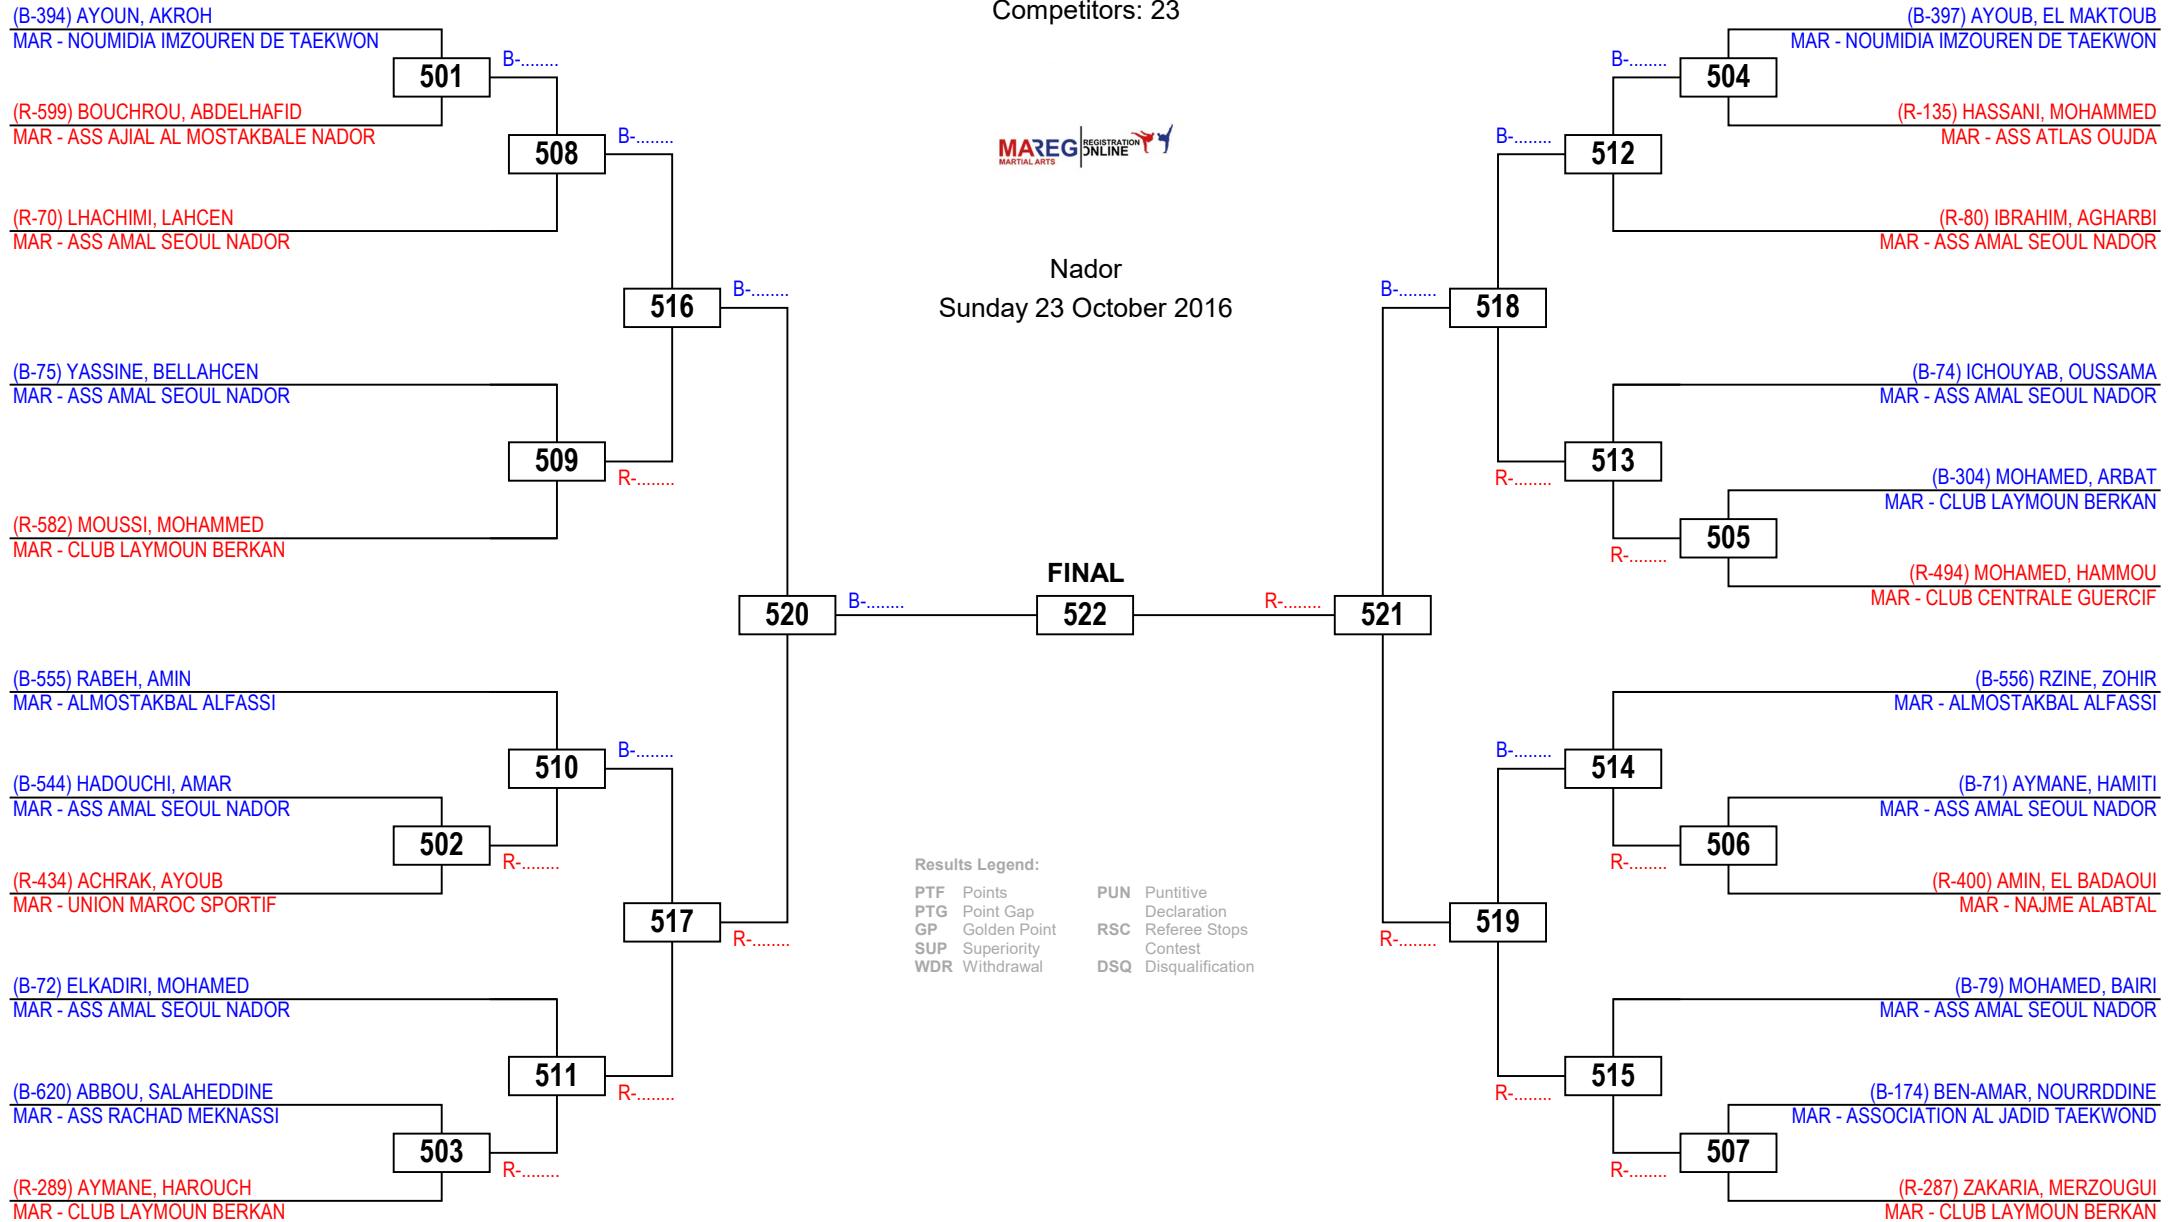 Competitors: 23
MAREG REGISTRATION ONLINE
MARTIAL ARTS
Nador
Sunday 23 October 2016
(B-394) AYOUN, AKROH
MAR - NOUMIDIA IMZOUREN DE TAEKWON
501
B-........
(R-599) BOUCHROU, ABDELHAFID
MAR - ASS AJIAL AL MOSTAKBALE NADOR
508
B-........
(R-70) LHACHIMI, LAHCEN
MAR - ASS AMAL SEOUL NADOR
516
B-........
(B-75) YASSINE, BELLAHCEN
MAR - ASS AMAL SEOUL NADOR
509
R-........
(R-582) MOUSSI, MOHAMMED
MAR - CLUB LAYMOUN BERKAN
520
B-........
(B-555) RABEH, AMIN
MAR - ALMOSTAKBAL ALFASSI
510
B-........
(B-544) HADOUCHI, AMAR
MAR - ASS AMAL SEOUL NADOR
502
R-........
(R-434) ACHRAK, AYOUB
MAR - UNION MAROC SPORTIF
517
R-........
(B-72) ELKADIRI, MOHAMED
MAR - ASS AMAL SEOUL NADOR
511
R-........
(B-620) ABBOU, SALAHEDDINE
MAR - ASS RACHAD MEKNASSI
503
R-........
(R-289) AYMANE, HAROUCH
MAR - CLUB LAYMOUN BERKAN
FINAL
522
(B-397) AYOUB, EL MAKTOUB
MAR - NOUMIDIA IMZOUREN DE TAEKWON
B-........
504
(R-135) HASSANI, MOHAMMED
MAR - ASS ATLAS OUJDA
B-........
512
(R-80) IBRAHIM, AGHARBI
MAR - ASS AMAL SEOUL NADOR
B-........
518
(B-74) ICHOUYAB, OUSSAMA
MAR - ASS AMAL SEOUL NADOR
R-........
513
(B-304) MOHAMED, ARBAT
MAR - CLUB LAYMOUN BERKAN
R-........
505
(R-494) MOHAMED, HAMMOU
MAR - CLUB CENTRALE GUERCIF
R-........
521
(B-556) RZINE, ZOHIR
MAR - ALMOSTAKBAL ALFASSI
B-........
514
(B-71) AYMANE, HAMITI
MAR - ASS AMAL SEOUL NADOR
R-........
506
(R-400) AMIN, EL BADAOUI
MAR - NAJME ALABTAL
R-........
519
(B-79) MOHAMED, BAIRI
MAR - ASS AMAL SEOUL NADOR
R-........
515
(B-174) BEN-AMAR, NOURRDDINE
MAR - ASSOCIATION AL JADID TAEKWOND
R-........
507
(R-287) ZAKARIA, MERZOUGUI
MAR - CLUB LAYMOUN BERKAN
Results Legend:
PTF Points
PTG Point Gap
GP Golden Point
SUP Superiority
WDR Withdrawal
PUN Puntitive
Declaration
RSC Referee Stops
Contest
DSQ Disqualification